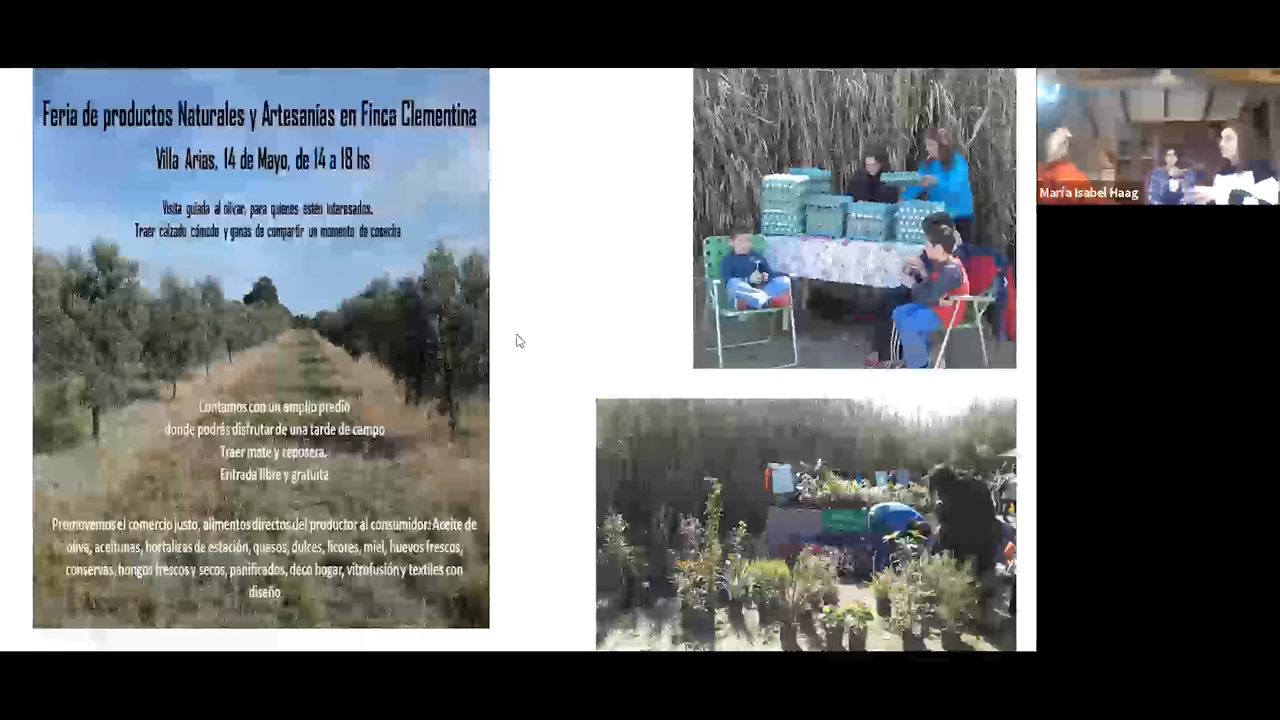 Feria de productos Naturales y Artesanías en Finca Clementina
Villa Arias, 14 de Mayo, de 14 a 18 hs
Visita guiada al olivar, para quienes estén interesados.
Traer calzado cómodo y ganas de compartir un momento de cosecha
Contamos con un amplio predio
donde podrás disfrutar de una tarde de campo
Traer mate y reposera.
Entrada libre y gratuita
Promovemos el comercio justo, alimentos directos del productor al consumidor: Aceite de
oliva, aceitunas, hortalizas de estación, quesos, dulces, licores, miel, huevos frescos,
conservas, hongos frescos y secos, panificados, deco hogar, vitrofusión y textiles con
diseño
María Isabel Haag